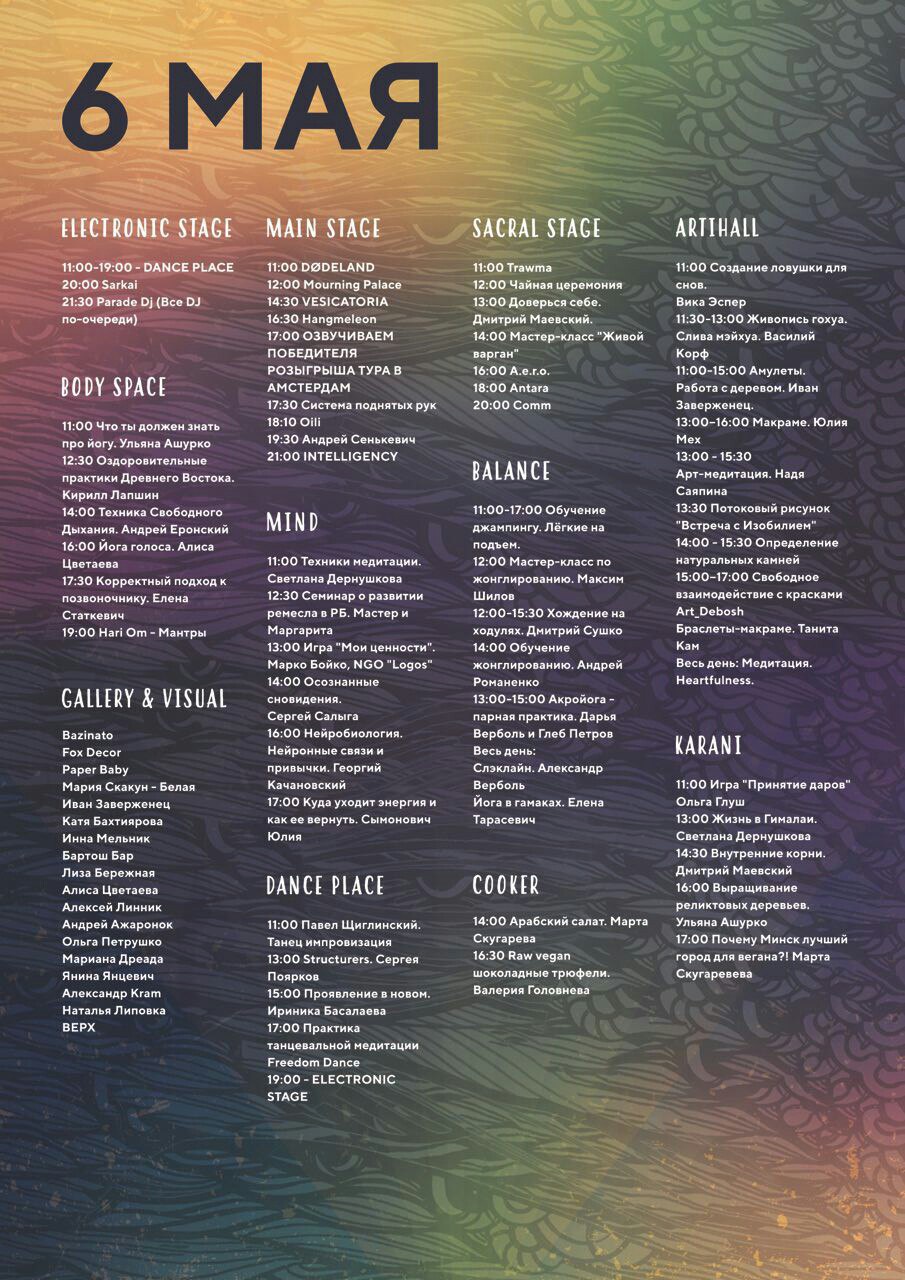 6 МАЯ
ELECTRONIC STAGE
11:00-19:00 - DANCE PLACE
20:00 Sarkai
21:30 Parade Dj (Все DJ
по-очереди)
BODY SPACE
11:00 Что ты должен знать
про йогу. Ульяна Ашурко
12:30 Оздоровительные
практики Древнего Востока.
Кирилл Лапшин
14:00 Техника Свободного
Дыхания. Андрей Еронский
16:00 Йога голоса. Алиса
Цветаева
17:30 Корректный подход к
позвоночнику. Елена
Статкевич
19:00 Hari Om - Мантры
GALLERY & VISUAL
Bazinato
Fox Decor
Paper Baby
Мария Скакун - Белая
Иван Заверженец
Катя Бахтиярова
Инна Мельник
Бартош Бар
Лиза Бережная
Алиса Цветаева
Алексей Линник
Андрей Ажаронок
Ольга Петрушко
Мариана Дреада
Янина Янцевич
Александр Kram
Наталья Липовка
ВЕРХ
MAIN STAGE
11:00 DØDELAND
12:00 Mourning Palace
14:30 VESICATORIA
16:30 Hangmeleon
17:00 ОЗВУЧИВАЕМ
ПОБЕДИТЕЛЯ
РОЗЫГРЫША ТУРА В
АМСТЕРДАМ
17:30 Система поднятых рук
18:10 Oili
19:30 Андрей Сенькевич
21:00 INTELLIGENCY
MIND
11:00 Техники медитации.
Светлана Дернушкова
12:30 Семинар о развитии
ремесла в РБ. Мастер и
Маргарита
13:00 Игра "Мои ценности".
Марко Бойко, NGO "Logos"
14:00 Осознанные
сновидения.
Сергей Салыга
16:00 Нейробиология.
Нейронные связи и
привычки. Георгий
Качановский
17:00 Куда уходит энергия и
как ее вернуть. Сымонович
Юлия
DANCE PLACE
11:00 Павел Щиглинский.
Танец импровизация
13:00 Structurers. Сергея
Поярков
15:00 Проявление в новом.
Ириника Басалаева
17:00 Практика
танцевальной медитации
Freedom Dance
19:00 - ELECTRONIC
STAGE
SACRAL STAGE
11:00 Trawma
12:00 Чайная церемония
13:00 Доверься себе.
Дмитрий Маевский.
14:00 Мастер-класс "Живой
варган"
16:00 A.e.r.o.
18:00 Antara
20:00 Comm
BALANCE
11:00-17:00 Обучение
джампингу. Лёгкие на
подъем.
12:00 Мастер-класс по
жонглированию. Максим
Шилов
12:00-15:30 Хождение на
ходулях. Дмитрий Сушко
14:00 Обучение
жонглированию. Андрей
Романенко
13:00-15:00 Акройога -
парная практика. Дарья
Верболь и Глеб Петров
Весь день:
Слэклайн. Александр
Верболь
Йога в гамаках. Елена
Тарасевич
COOKER
14:00 Арабский салат. Марта
Скугарева
16:30 Raw vegan
шоколадные трюфели.
Валерия Головнева
ARTIHALL
11:00 Создание ловушки для
снов.
Вика Эспер
11:30-13:00 Живопись гохуа.
Слива мэйхуа. Василий
Корф
11:00-15:00 Амулеты.
Работа с деревом. Иван
Заверженец.
13:00-16:00 Макраме. Юлия
Мех
13:00 - 15:30
Арт-медитация. Надя
Саяпина
13:30 Потоковый рисунок
"Встреча с Изобилием"
14:00 - 15:30 Определение
натуральных камней
15:00-17:00 Свободное
взаимодействие с красками
Art_Debosh
Браслеты-макраме. Танита
Кам
Весь день: Медитация.
Heartfulness.
KARANI
11:00 Игра "Принятие даров"
Ольга Глуш
13:00 Жизнь в Гималаи.
Светлана Дернушкова
14:30 Внутренние корни.
Дмитрий Маевский
16:00 Выращивание
реликтовых деревьев.
Ульяна Ашурко
17:00 Почему Минск лучший
город для вегана?! Марта
Скугаревева